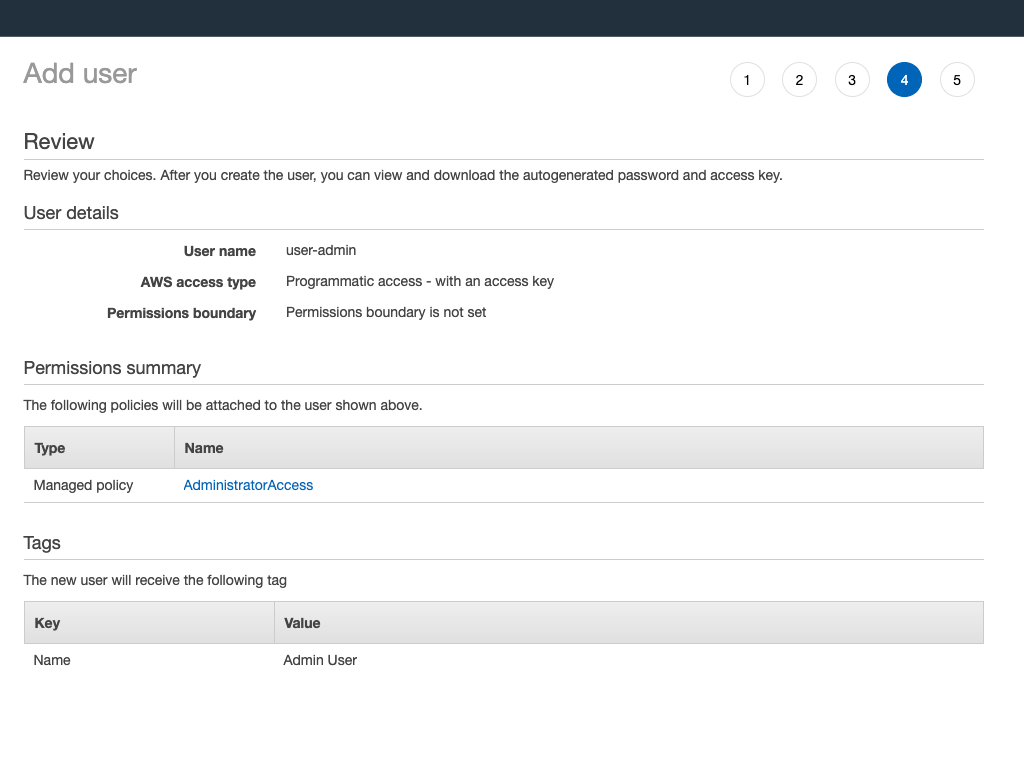 Add user
1 2 3 4 5
Review
Review your choices. After you create the user, you can view and download the autogenerated password and access key.
User details
User name user-admin
AWS access type Programmatic access - with an access key
Permissions boundary Permissions boundary is not set
Permissions summary
The following policies will be attached to the user shown above.
Type Name
Managed policy AdministratorAccess
Tags
The new user will receive the following tag
Key Value
Name Admin User